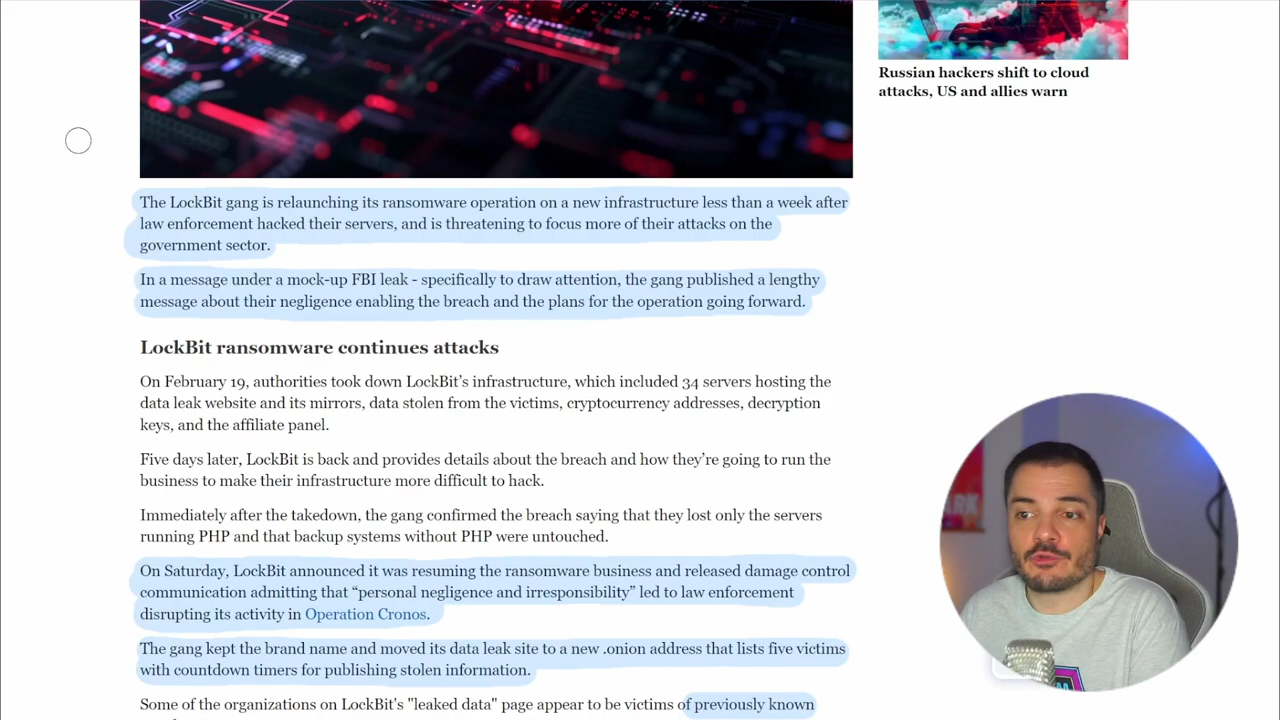 Russian hackers shift to cloud
attacks, US and allies warn
The LockBit gang is relaunching its ransomware operation on a new infrastructure less than a week after
law enforcement hacked their servers, and is threatening to focus more of their attacks on the
government sector.
In a message under a mock-up FBI leak - specifically to draw attention, the gang published a lengthy
message about their negligence enabling the breach and the plans for the operation going forward.
LockBit ransomware continues attacks
On February 19, authorities took down LockBit's infrastructure, which included 34 servers hosting the
data leak website and its mirrors, data stolen from the victims, cryptocurrency addresses, decryption
keys, and the affiliate panel.
Five days later, LockBit is back and provides details about the breach and how they're going to run the
business to make their infrastructure more difficult to hack.
Immediately after the takedown, the gang confirmed the breach saying that they lost only the servers
running PHP and that backup systems without PHP were untouched.
On Saturday, LockBit announced it was resuming the ransomware business and released damage control
communication admitting that “personal negligence and irresponsibility” led to law enforcement
disrupting its activity in Operation Cronos.
The gang kept the brand name and moved its data leak site to a new .onion address that lists five victims
with countdown timers for publishing stolen information.
Some of the organizations on LockBit's "leaked data" page appear to be victims of previously known